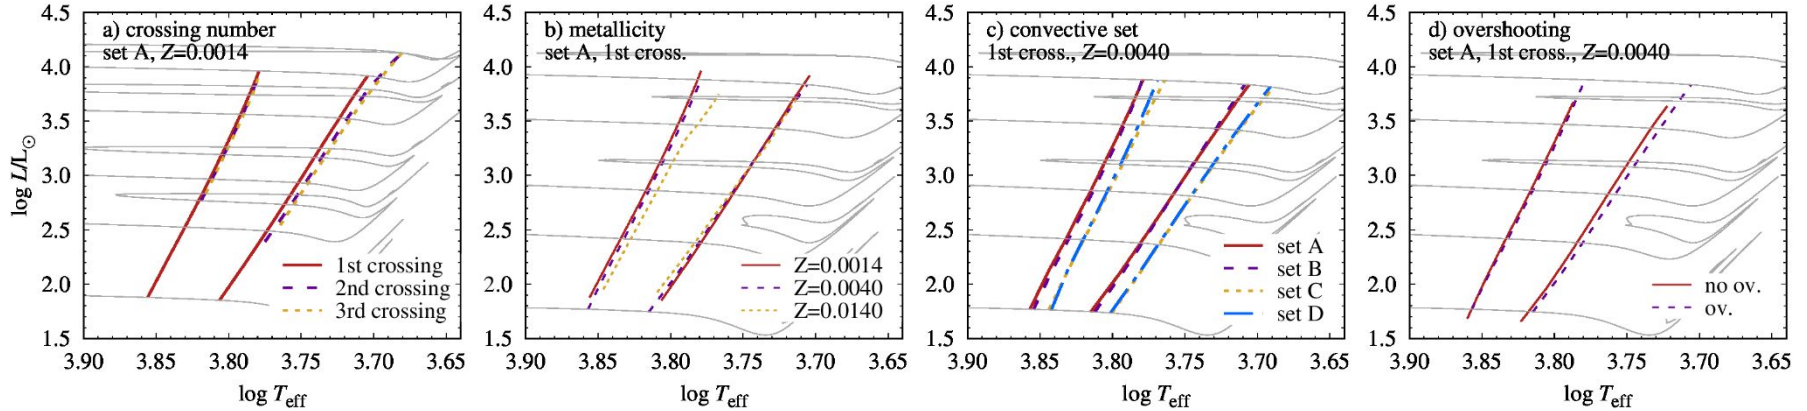 a) crossing number
set A, Z=0.0014
4.5
4.0
3.5
3.0
2.5
2.0
1.5
log L/L⊙
1st crossing
2nd crossing
3rd crossing
3.90 3.85 3.80 3.75 3.70 3.65
log Teff
b) metallicity
set A, 1st cross.
4.5
4.0
3.5
3.0
2.5
2.0
1.5
Z=0.0014
Z=0.0040
Z=0.0140
3.90 3.85 3.80 3.75 3.70 3.65
log Teff
c) convective set
1st cross., Z=0.0040
4.5
4.0
3.5
3.0
2.5
2.0
1.5
set A
set B
set C
set D
3.90 3.85 3.80 3.75 3.70 3.65
log Teff
d) overshooting
set A, 1st cross., Z=0.0040
4.5
4.0
3.5
3.0
2.5
2.0
1.5
no ov.
ov.
3.90 3.85 3.80 3.75 3.70 3.65
log Teff